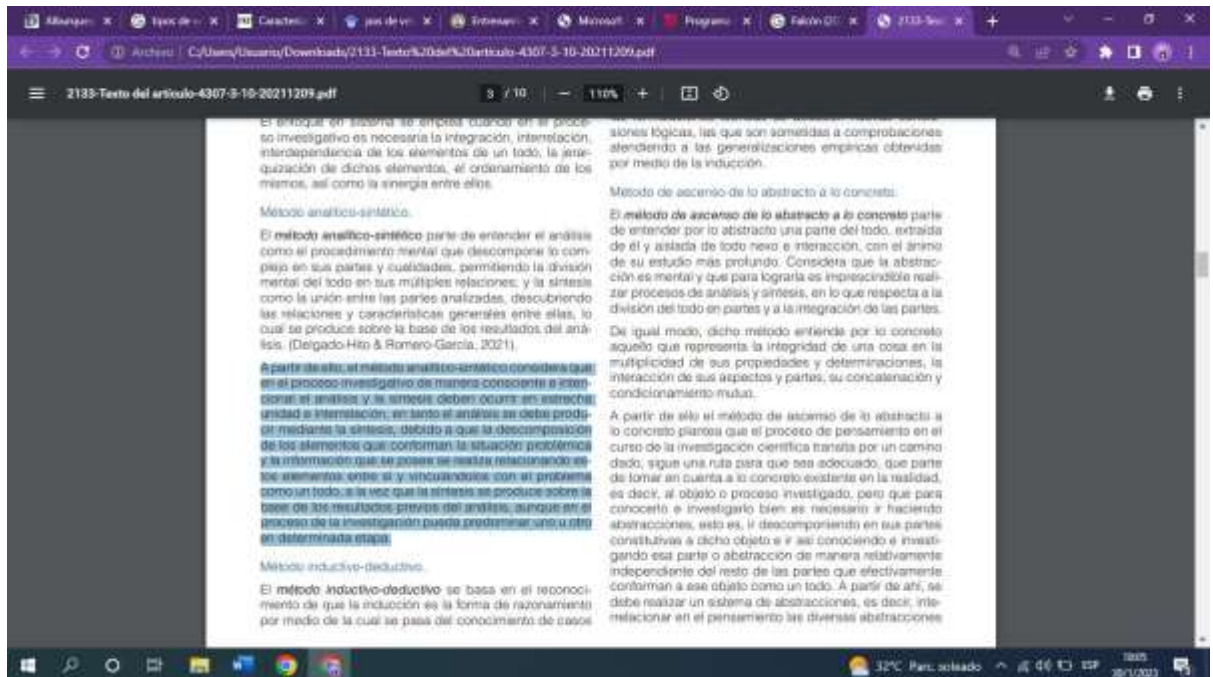 tipos de
Microsoft
Programa
2133-Text
Archivo | C:/Users/Usuario/Downloads/2133-Texto%20del%20artículo-4307-3-10-20211209.pdf
2133-Texto del artículo-4307-3-10-20211209.pdf
3 / 10
110%
El enfoque en sistema se emplea cuando en el proce-
so investigativo es necesaria la integración, interrelación,
interdependencia de los elementos de un todo, la jerar-
quización de dichos elementos, el ordenamiento de los
mismos, así como la sinergia entre ellos.
Método analítico-sintético.
El método analítico-sintético parte de entender el análisis
como el procedimiento mental que descompone lo com-
plejo en sus partes y cualidades, permitiendo la división
mental del todo en sus múltiples relaciones; y la síntesis
como la unión entre las partes analizadas, descubriendo
las relaciones y características generales entre ellas, lo
cual se produce sobre la base de los resultados del aná-
lisis. (Delgado-Hito & Romero-García, 2021).
A partir de ello, el método analítico-sintético considera que
en el proceso investigativo de manera consciente e inten-
cional el análisis y la síntesis deben ocurrir en estrecha
unidad e interrelación, en tanto el análisis se debe produ-
cir mediante la síntesis, debido a que la descomposición
de los elementos que conforman la situación problémica
y la información que se posee se realiza relacionando es-
tos elementos entre sí y vinculándolos con el problema
como un todo, a la vez que la síntesis se produce sobre la
base de los resultados previos del análisis, aunque en el
proceso de la investigación puede predominar uno u otro
en determinada etapa.
Método inductivo-deductivo.
El método inductivo-deductivo se basa en el reconoci-
miento de que la inducción es la forma de razonamiento
por medio de la cual se pasa del conocimiento de casos
siones lógicas, las que son sometidas a comprobaciones
atendiendo a las generalizaciones empíricas obtenidas
por medio de la inducción.
Método de ascenso de lo abstracto a lo concreto.
El método de ascenso de lo abstracto a lo concreto parte
de entender por lo abstracto una parte del todo, extraída
de él y aislada de todo nexo e interacción, con el ánimo
de su estudio más profundo. Considera que la abstrac-
ción es mental y que para lograrla es imprescindible reali-
zar procesos de análisis y síntesis, en lo que respecta a la
división del todo en partes y a la integración de las partes.
De igual modo, dicho método entiende por lo concreto
aquello que representa la integridad de una cosa en la
multiplicidad de sus propiedades y determinaciones, la
interacción de sus aspectos y partes, su concatenación y
condicionamiento mutuo.
A partir de ello el método de ascenso de lo abstracto a
lo concreto plantea que el proceso de pensamiento en el
curso de la investigación científica transita por un camino
dado, sigue una ruta para que sea adecuado, que parte
de tomar en cuenta a lo concreto existente en la realidad,
es decir, al objeto o proceso investigado, pero que para
conocerlo e investigarlo bien es necesario ir haciendo
abstracciones, esto es, ir descomponiendo en sus partes
constitutivas a dicho objeto e ir así conociendo e investi-
gando esa parte o abstracción de manera relativamente
independiente del resto de las partes que efectivamente
conforman a ese objeto como un todo. A partir de ahí, se
debe realizar un sistema de abstracciones, es decir, inte-
rrelacionar en el pensamiento las diversas abstracciones
32°C Parc. soleado
ESP